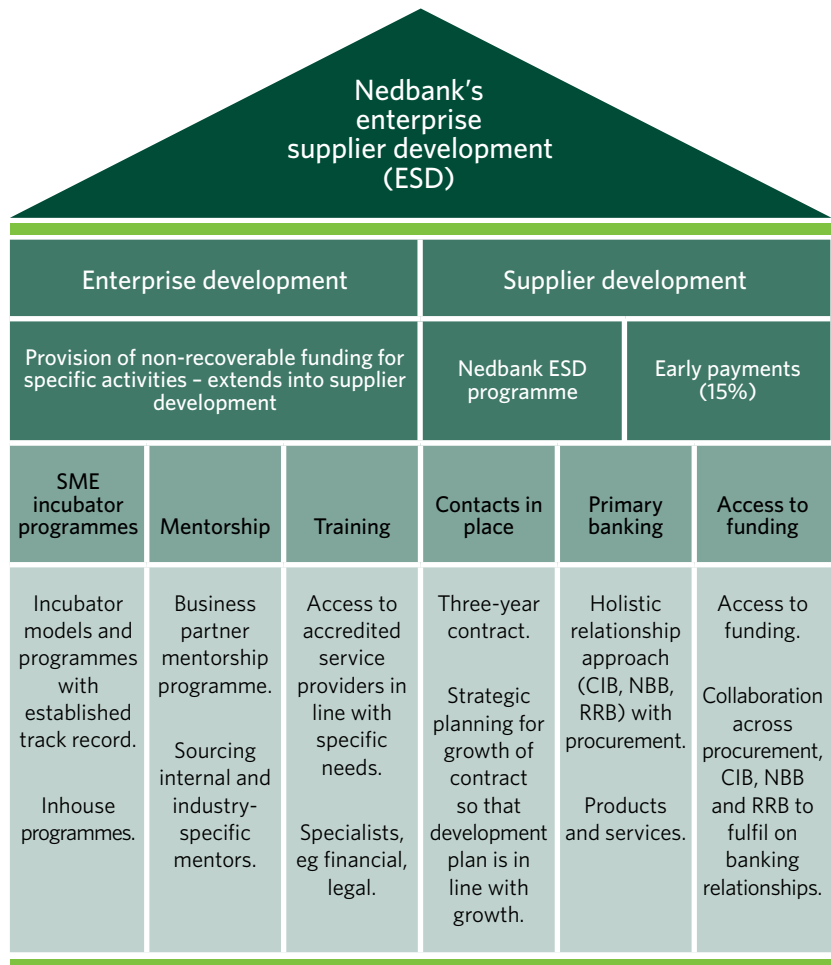 Nedbank's
enterprise
supplier development
(ESD)
Enterprise development
Supplier development
Provision of non-recoverable funding for
specific activities – extends into supplier
development
Nedbank ESD
programme
Early payments
(15%)
SME
incubator
programmes
Mentorship
Training
Contacts in
place
Primary
banking
Access to
funding
Incubator
models and
programmes
with
established
track record.
Inhouse
programmes.
Business
partner
mentorship
programme.
Sourcing
internal and
industry-
specific
mentors.
Access to
accredited
service
providers in
line with
specific
needs.
Specialists,
eg financial,
legal.
Three-year
contract.
Strategic
planning for
growth of
contract
so that
development
plan is in
line with
growth.
Holistic
relationship
approach
(CIB, NBB,
RRB) with
procurement.
Products
and services.
Access to
funding.
Collaboration
across
procurement,
CIB, NBB
and RRB to
fulfil on
banking
relationships.